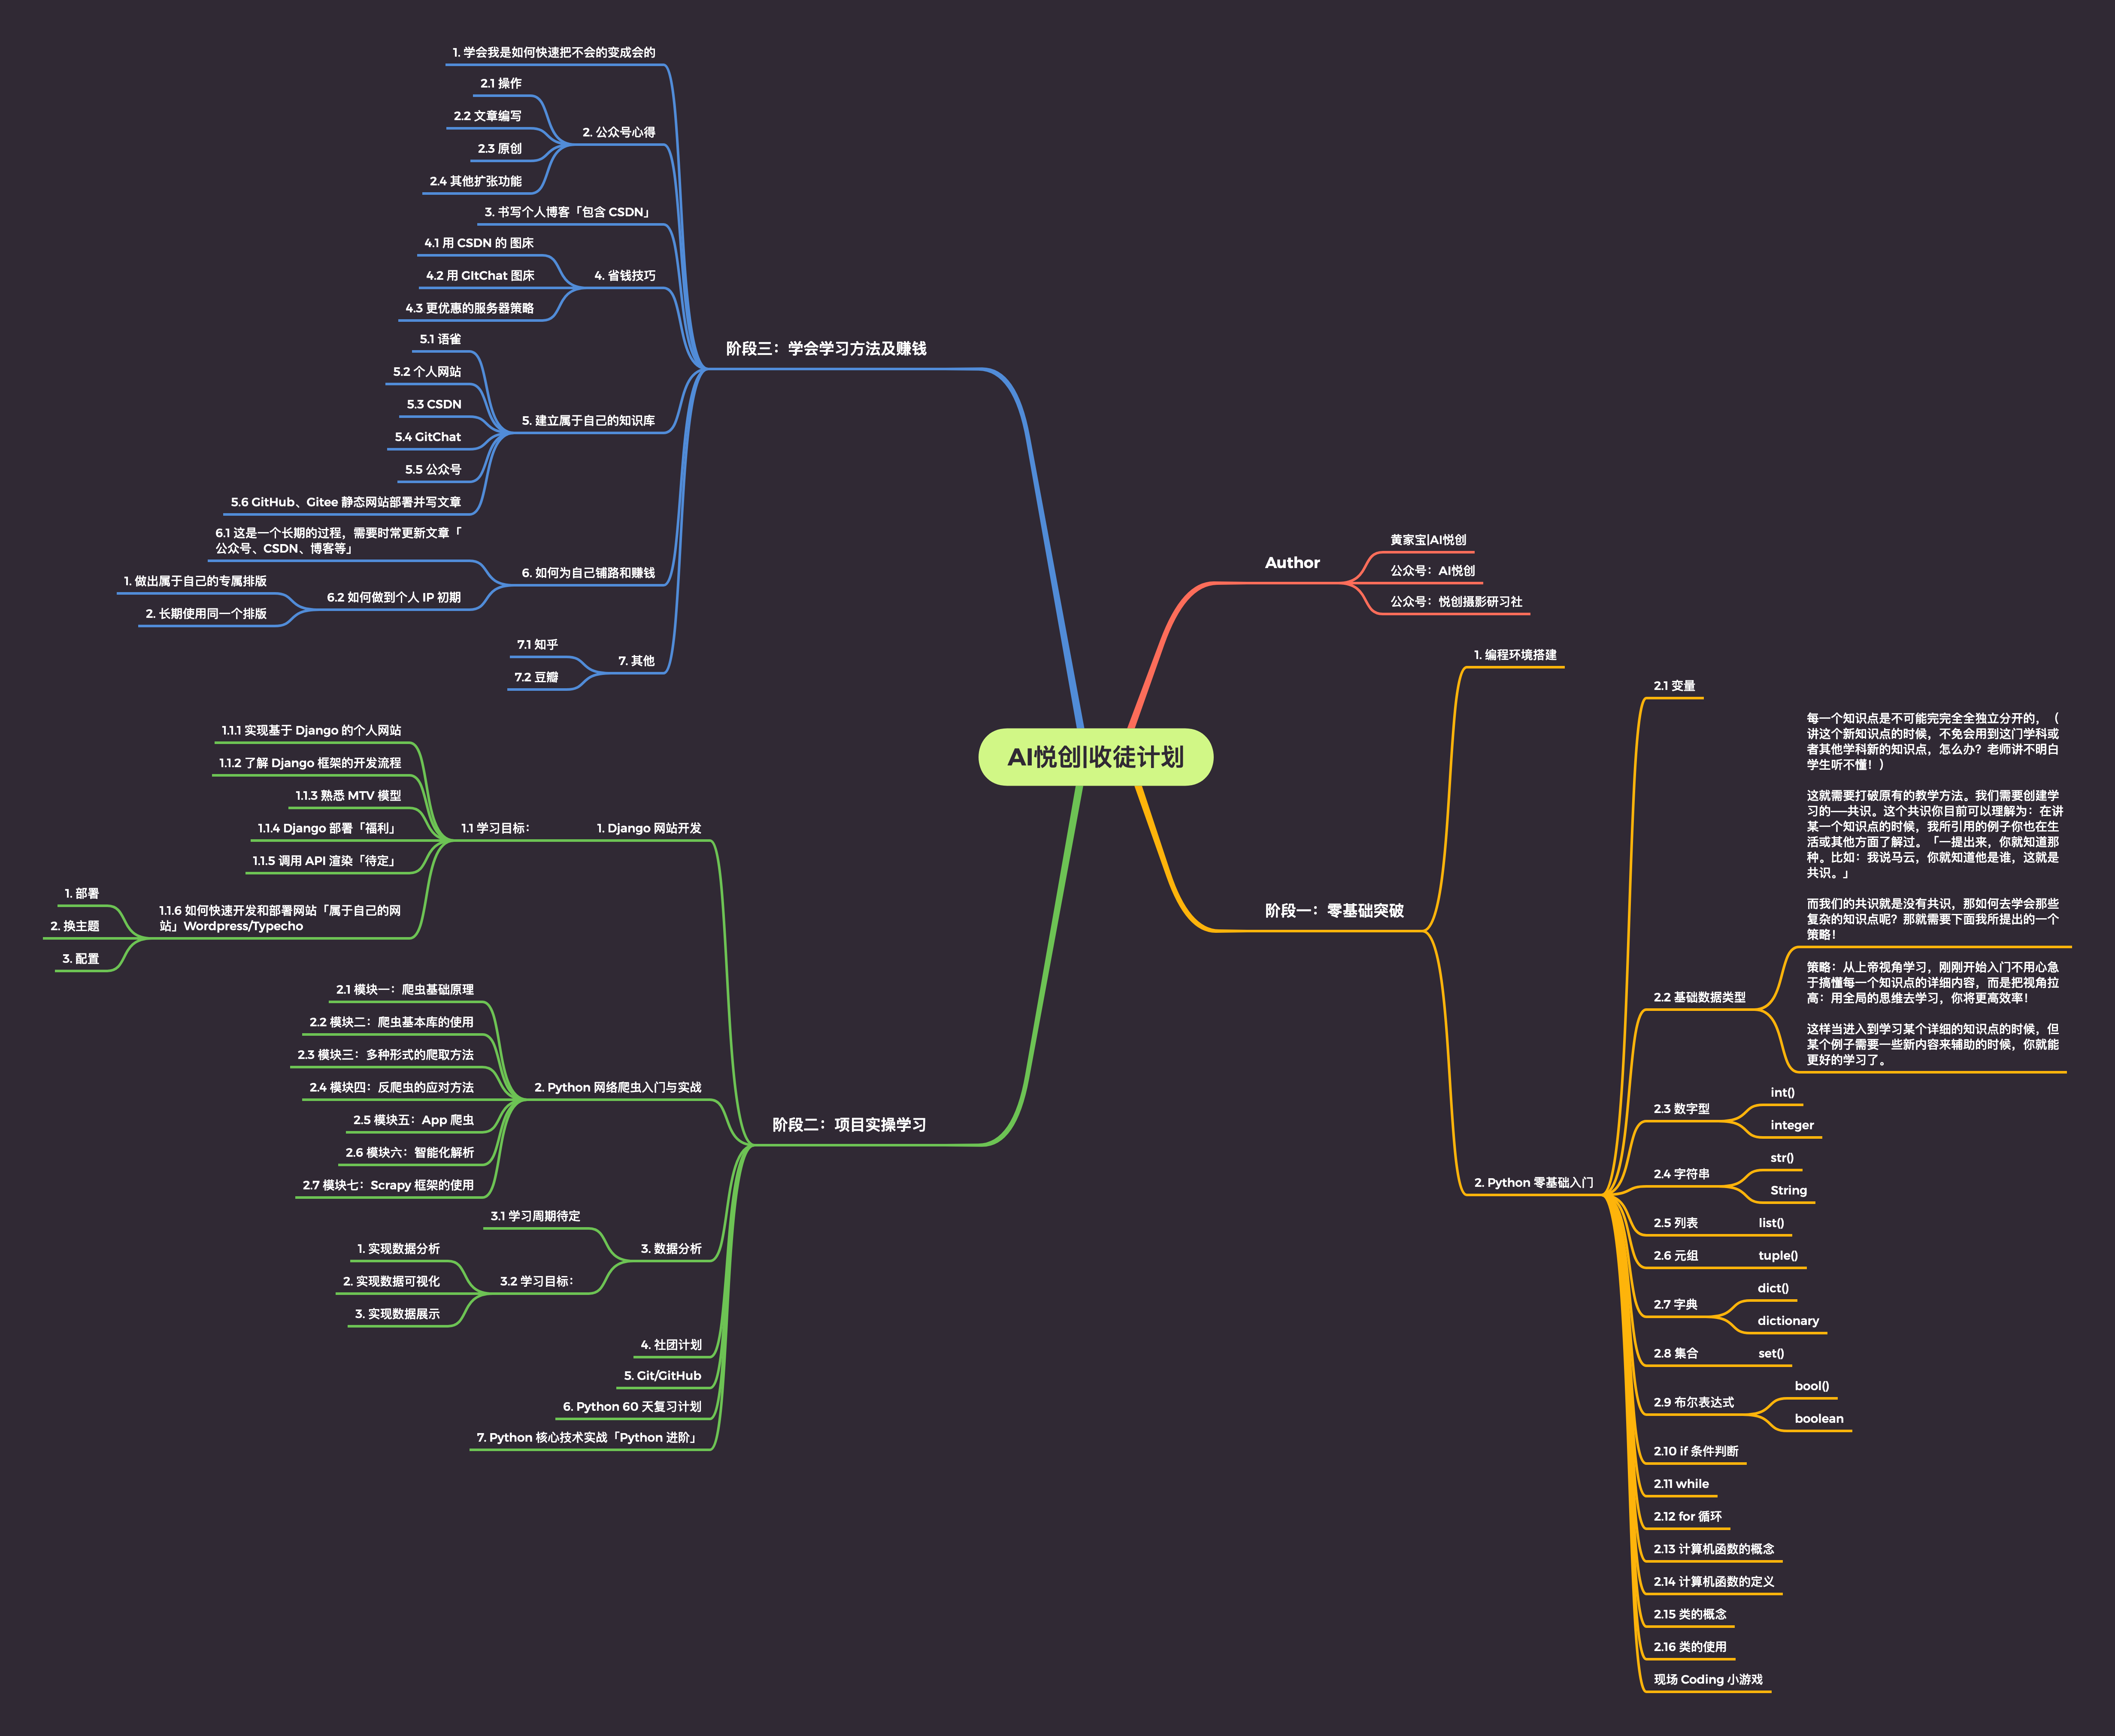 AI悦创|收徒计划
Author
黄家宝|AI悦创
公众号：AI悦创
公众号：悦创摄影研习社
阶段一：零基础突破
1. 编程环境搭建
2. Python 零基础入门
2.1 变量
2.2 基础数据类型
每一个知识点是不可能完完全全独立分开的，（
讲这个新知识点的时候，不免会用到这门学科或
者其他学科新的知识点，怎么办？老师讲不明白
学生听不懂！）
这就需要打破原有的教学方法。我们需要创建学
习的——共识。这个共识你目前可以理解为：在讲
某一个知识点的时候，我所引用的例子你也在生
活或其他方面了解过。「一提出来，你就知道那
种。比如：我说马云，你就知道他是谁，这就是
共识。」
而我们的共识就是没有共识，那如何去学会那些
复杂的知识点呢？那就需要下面我所提出的一个
策略！
策略：从上帝视角学习，刚刚开始入门不用心急
于搞懂每一个知识点的详细内容，而是把视角拉
高：用全局的思维去学习，你将更高效率！
这样当进入到学习某个详细的知识点的时候，但
某个例子需要一些新内容来辅助的时候，你就能
更好的学习了。
2.3 数字型
int()
integer
2.4 字符串
str()
String
2.5 列表
list()
2.6 元组
tuple()
2.7 字典
dict()
dictionary
2.8 集合
set()
2.9 布尔表达式
bool()
boolean
2.10 if 条件判断
2.11 while
2.12 for 循环
2.13 计算机函数的概念
2.14 计算机函数的定义
2.15 类的概念
2.16 类的使用
现场 Coding 小游戏
阶段二：项目实操学习
1. Django 网站开发
1.1 学习目标：
1.1.1 实现基于 Django 的个人网站
1.1.2 了解 Django 框架的开发流程
1.1.3 熟悉 MTV 模型
1.1.4 Django 部署「福利」
1.1.5 调用 API 渲染「待定」
1.1.6 如何快速开发和部署网站「属于自己的网
站」Wordpress/Typecho
1. 部署
2. 换主题
3. 配置
2. Python 网络爬虫入门与实战
2.1 模块一：爬虫基础原理
2.2 模块二：爬虫基本库的使用
2.3 模块三：多种形式的爬取方法
2.4 模块四：反爬虫的应对方法
2.5 模块五：App 爬虫
2.6 模块六：智能化解析
2.7 模块七：Scrapy 框架的使用
3. 数据分析
3.1 学习周期待定
3.2 学习目标：
1. 实现数据分析
2. 实现数据可视化
3. 实现数据展示
4. 社团计划
5. Git/GitHub
6. Python 60 天复习计划
7. Python 核心技术实战「Python 进阶」
阶段三：学会学习方法及赚钱
1. 学会我是如何快速把不会的变成会的
2. 公众号心得
2.1 操作
2.2 文章编写
2.3 原创
2.4 其他扩张功能
3. 书写个人博客「包含 CSDN」
4. 省钱技巧
4.1 用 CSDN 的 图床
4.2 用 GItChat 图床
4.3 更优惠的服务器策略
5. 建立属于自己的知识库
5.1 语雀
5.2 个人网站
5.3 CSDN
5.4 GitChat
5.5 公众号
5.6 GitHub、Gitee 静态网站部署并写文章
6. 如何为自己铺路和赚钱
6.1 这是一个长期的过程，需要时常更新文章「
公众号、CSDN、博客等」
6.2 如何做到个人 IP 初期
1. 做出属于自己的专属排版
2. 长期使用同一个排版
7. 其他
7.1 知乎
7.2 豆瓣